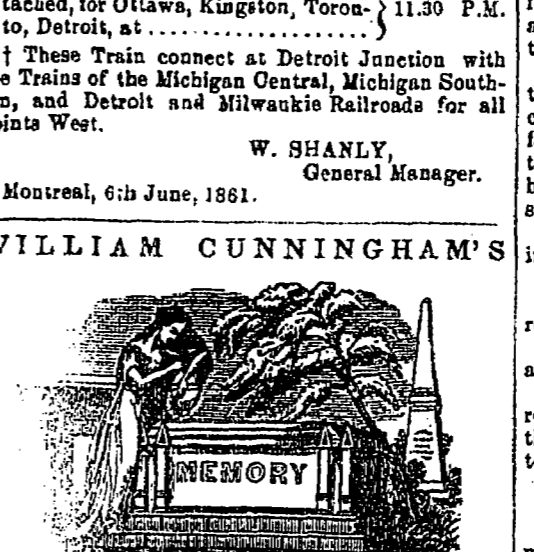 tached, for Ottawa, Kingston, Toron-
to, Detroit, at .................... } 11.30 P.M.
† These Train connect at Detroit Junction with
e Trains of the Michigan Central, Michigan South-
n, and Detroit and Milwaukie Railroads for all
oints West.
W. SHANLY,
General Manager.
Montreal, 6th June, 1861.
WILLIAM CUNNINGHAM'S
MEMORY